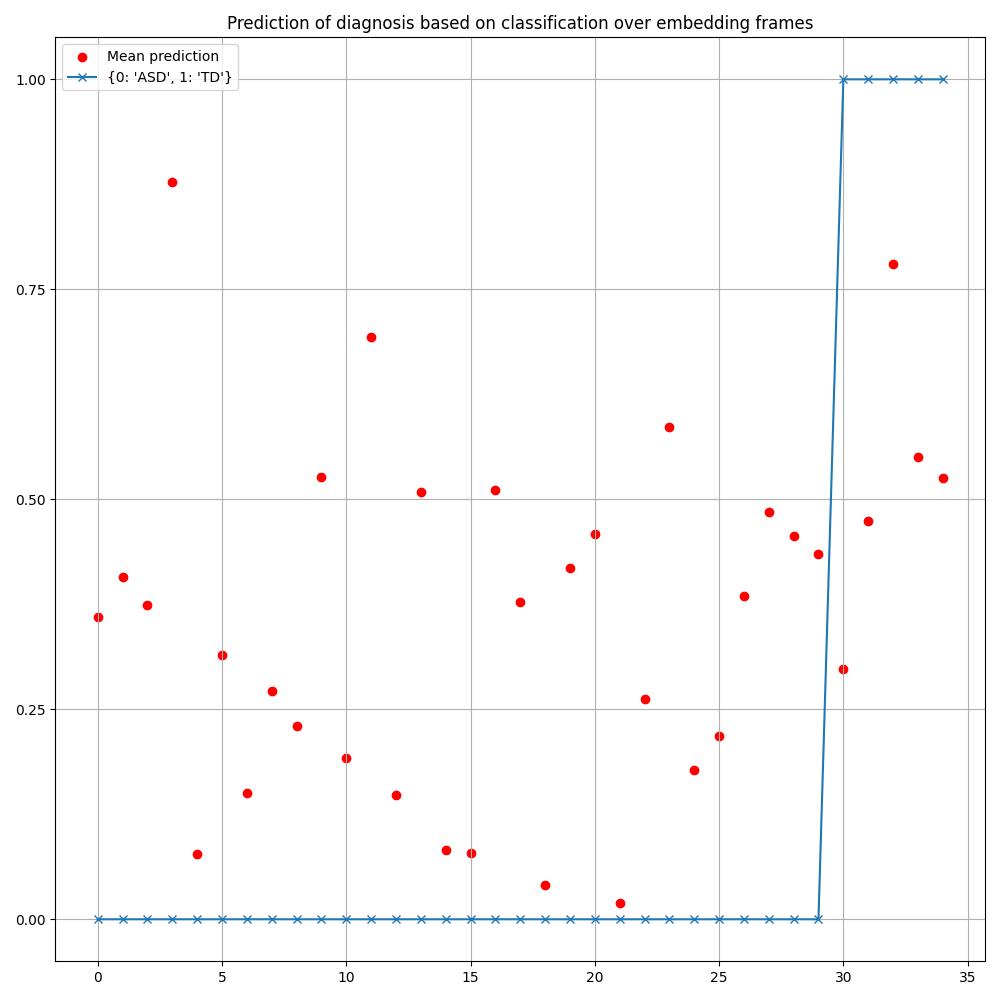 Prediction of diagnosis based on classification over embedding frames
Mean prediction
{0: 'ASD', 1: 'TD'}
1.00
0.75
0.50
0.25
0.00
0 5 10 15 20 25 30 35